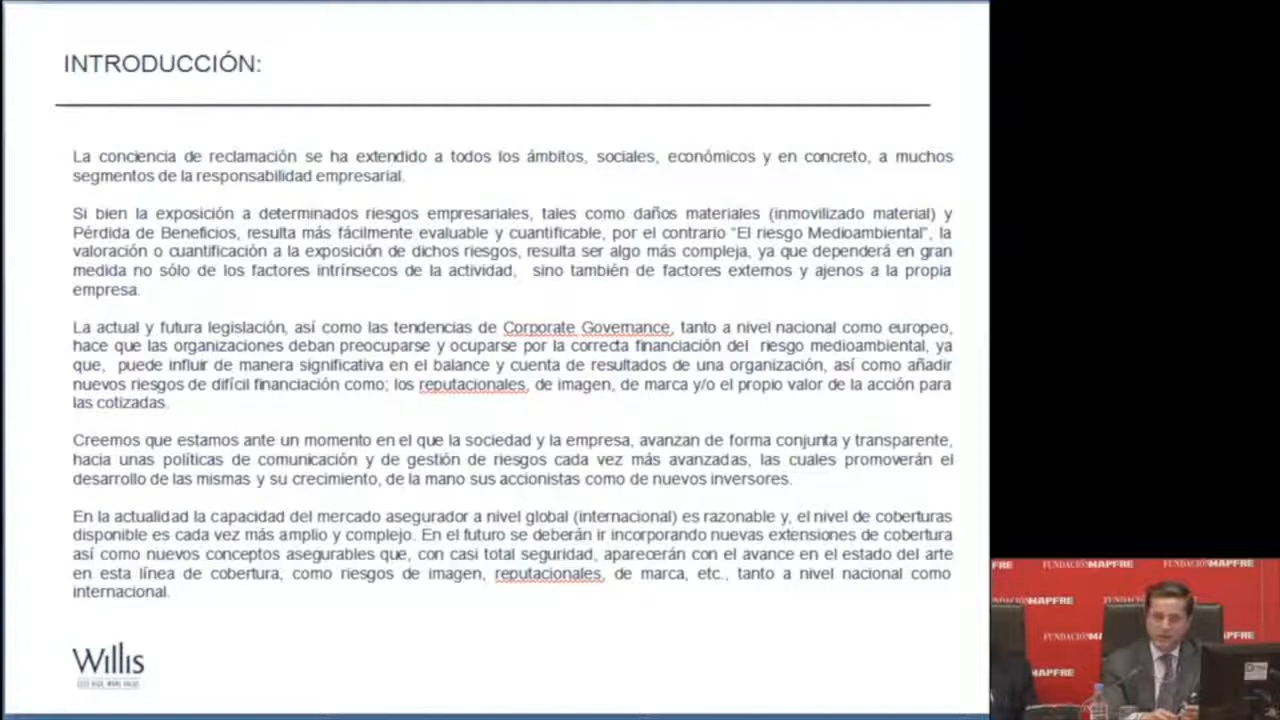 INTRODUCCIÓN:
La conciencia de reclamación se ha extendido a todos los ámbitos, sociales, económicos y en concreto, a muchos
segmentos de la responsabilidad empresarial.
Si bien la exposición a determinados riesgos empresariales, tales como daños materiales (inmovilizado material) y
Pérdida de Beneficios, resulta más fácilmente evaluable y cuantificable, por el contrario “El riesgo Medioambiental”, la
valoración o cuantificación a la exposición de dichos riesgos, resulta ser algo más compleja, ya que dependerá en gran
medida no sólo de los factores intrínsecos de la actividad, sino también de factores externos y ajenos a la propia
empresa.
La actual y futura legislación, así como las tendencias de Corporate Governance, tanto a nivel nacional como europeo,
hace que las organizaciones deban preocuparse y ocuparse por la correcta financiación del riesgo medioambiental, ya
que, puede influir de manera significativa en el balance y cuenta de resultados de una organización, así como añadir
nuevos riesgos de difícil financiación como; los reputacionales, de imagen, de marca y/o el propio valor de la acción para
las cotizadas.
Creemos que estamos ante un momento en el que la sociedad y la empresa, avanzan de forma conjunta y transparente,
hacia unas políticas de comunicación y de gestión de riesgos cada vez más avanzadas, las cuales promoverán el
desarrollo de las mismas y su crecimiento, de la mano sus accionistas como de nuevos inversores.
En la actualidad la capacidad del mercado asegurador a nivel global (internacional) es razonable y, el nivel de coberturas
disponible es cada vez más amplio y complejo. En el futuro se deberán ir incorporando nuevas extensiones de cobertura
así como nuevos conceptos asegurables que, con casi total seguridad, aparecerán con el avance en el estado del arte
en esta línea de cobertura, como riesgos de imagen, reputacionales, de marca, etc., tanto a nivel nacional como
internacional.
Willis
FRE FUNDACIÓNMAPFRE FUNDACIÓNMAPFRE
MAPFRE
FUNDACIÓNMA PFRE
MAPFRE